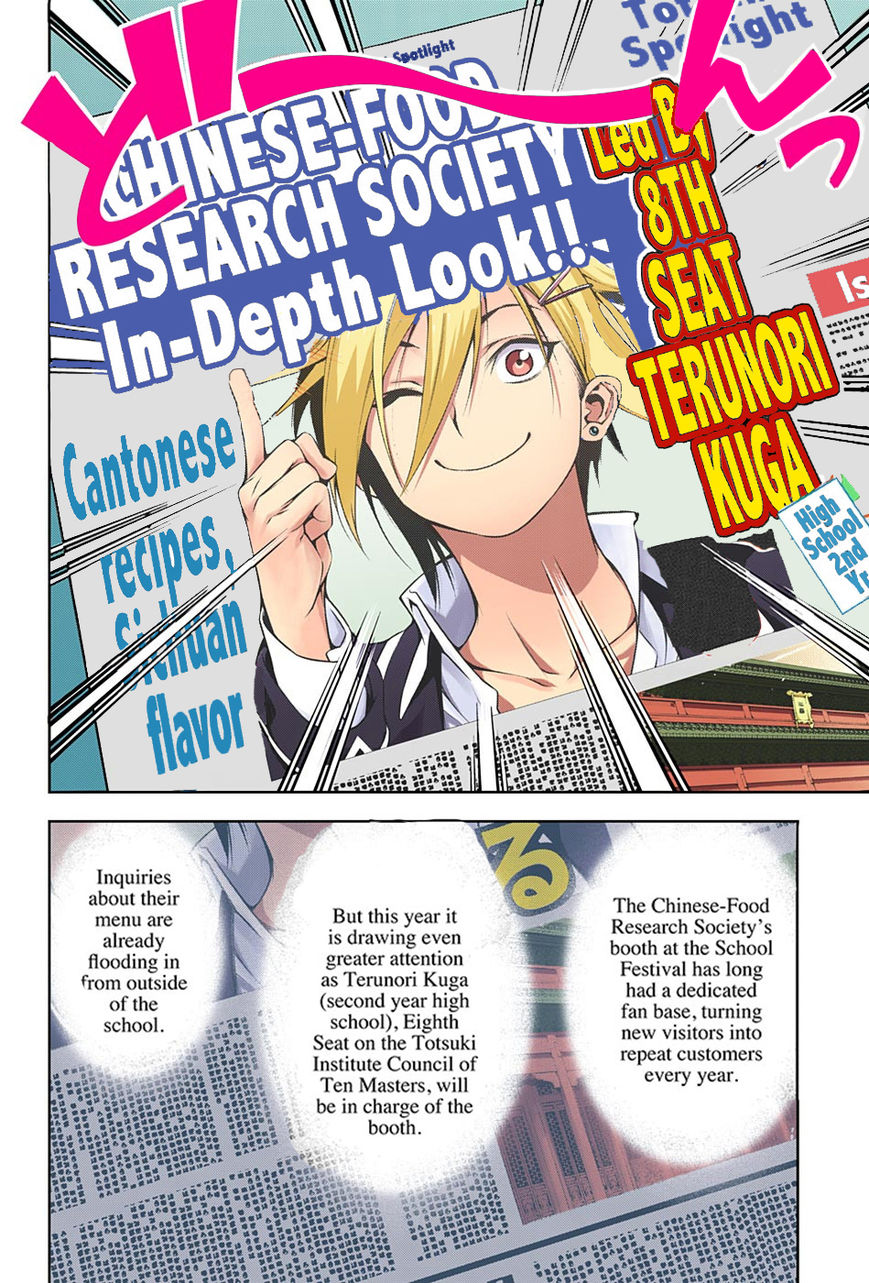 ど～んっ
Spotlight
CHINESE-FOOD
RESEARCH SOCIETY
In-Depth Look!!
Led By
8TH
SEAT
TERUNORI
KUGA
High
School
2nd
Yr
Cantonese
recipes,
Sichuan
flavor
The Chinese-Food
Research Society's
booth at the School
Festival has long
had a dedicated
fan base, turning
new visitors into
repeat customers
every year.
But this year it
is drawing even
greater attention
as Terunori Kuga
(second year high
school), Eighth
Seat on the Totsuki
Institute Council of
Ten Masters, will
be in charge of the
booth.
Inquiries
about their
menu are
already
flooding in
from outside
of the
school.
る